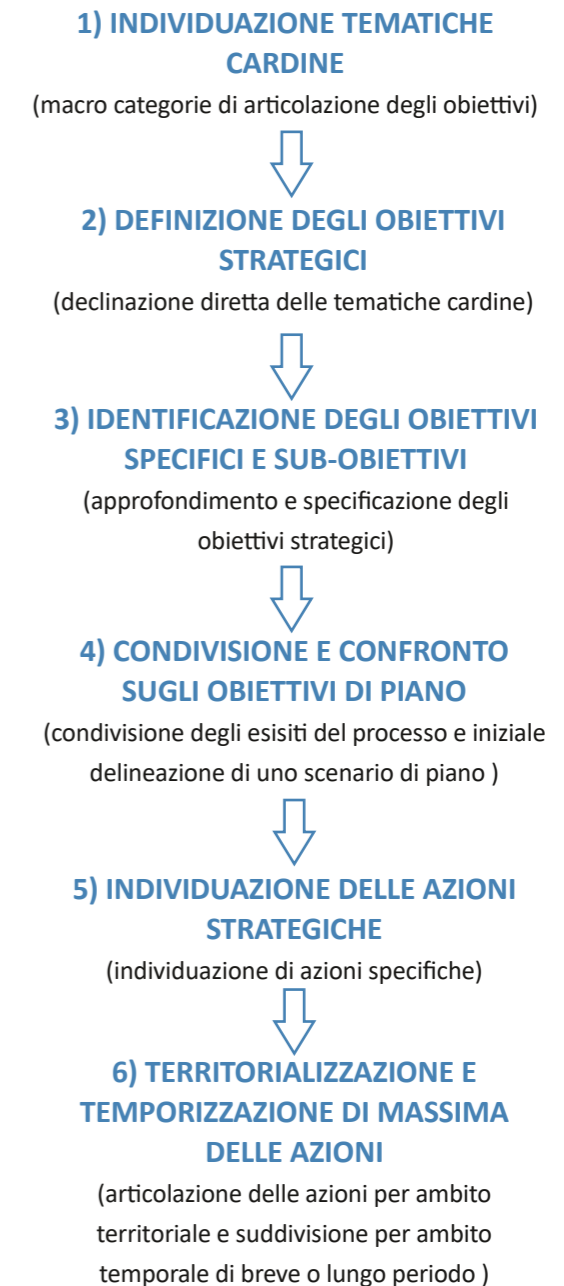 1) INDIVIDUAZIONE TEMATICHE
CARDINE
(macro categorie di articolazione degli obiettivi)
2) DEFINIZIONE DEGLI OBIETTIVI
STRATEGICI
(declinazione diretta delle tematiche cardine)
3) IDENTIFICAZIONE DEGLI OBIETTIVI
SPECIFICI E SUB-OBIETTIVI
(approfondimento e specificazione degli
obiettivi strategici)
4) CONDIVISIONE E CONFRONTO
SUGLI OBIETTIVI DI PIANO
(condivisione degli esisiti del processo e iniziale
delineazione di uno scenario di piano )
5) INDIVIDUAZIONE DELLE AZIONI
STRATEGICHE
(individuazione di azioni specifiche)
6) TERRITORIALIZZAZIONE E
TEMPORIZZAZIONE DI MASSIMA
DELLE AZIONI
(articolazione delle azioni per ambito
territoriale e suddivisione per ambito
temporale di breve o lungo periodo )